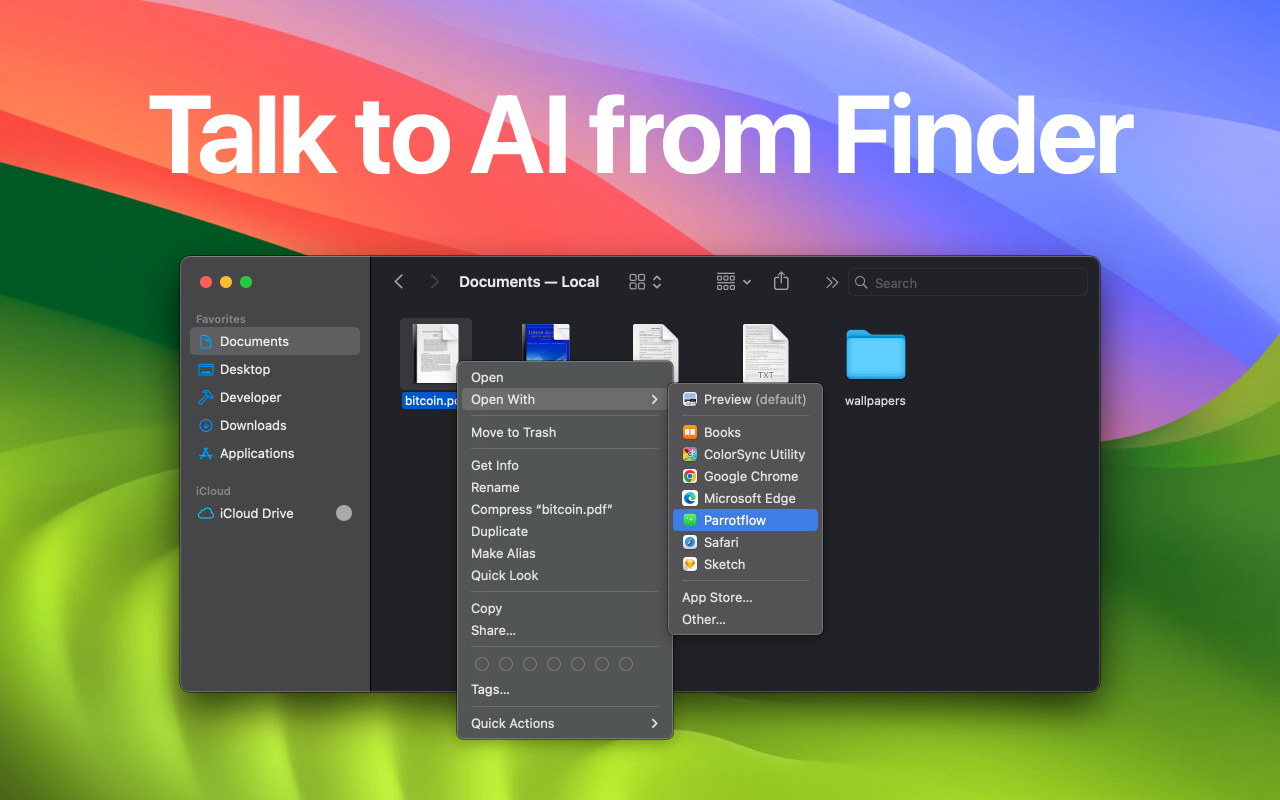 Talk to AI from Finder
Documents — Local
Search
Favorites
Documents
Desktop
Developer
Downloads
Applications
iCloud
iCloud Drive
TXT
wallpapers
Open
Open With
Move to Trash
Get Info
Rename
Compress “bitcoin.pdf”
Duplicate
Make Alias
Quick Look
Copy
Share...
Tags...
Quick Actions
Preview (default)
Books
ColorSync Utility
Google Chrome
Microsoft Edge
Parrotflow
Safari
Sketch
App Store...
Other...